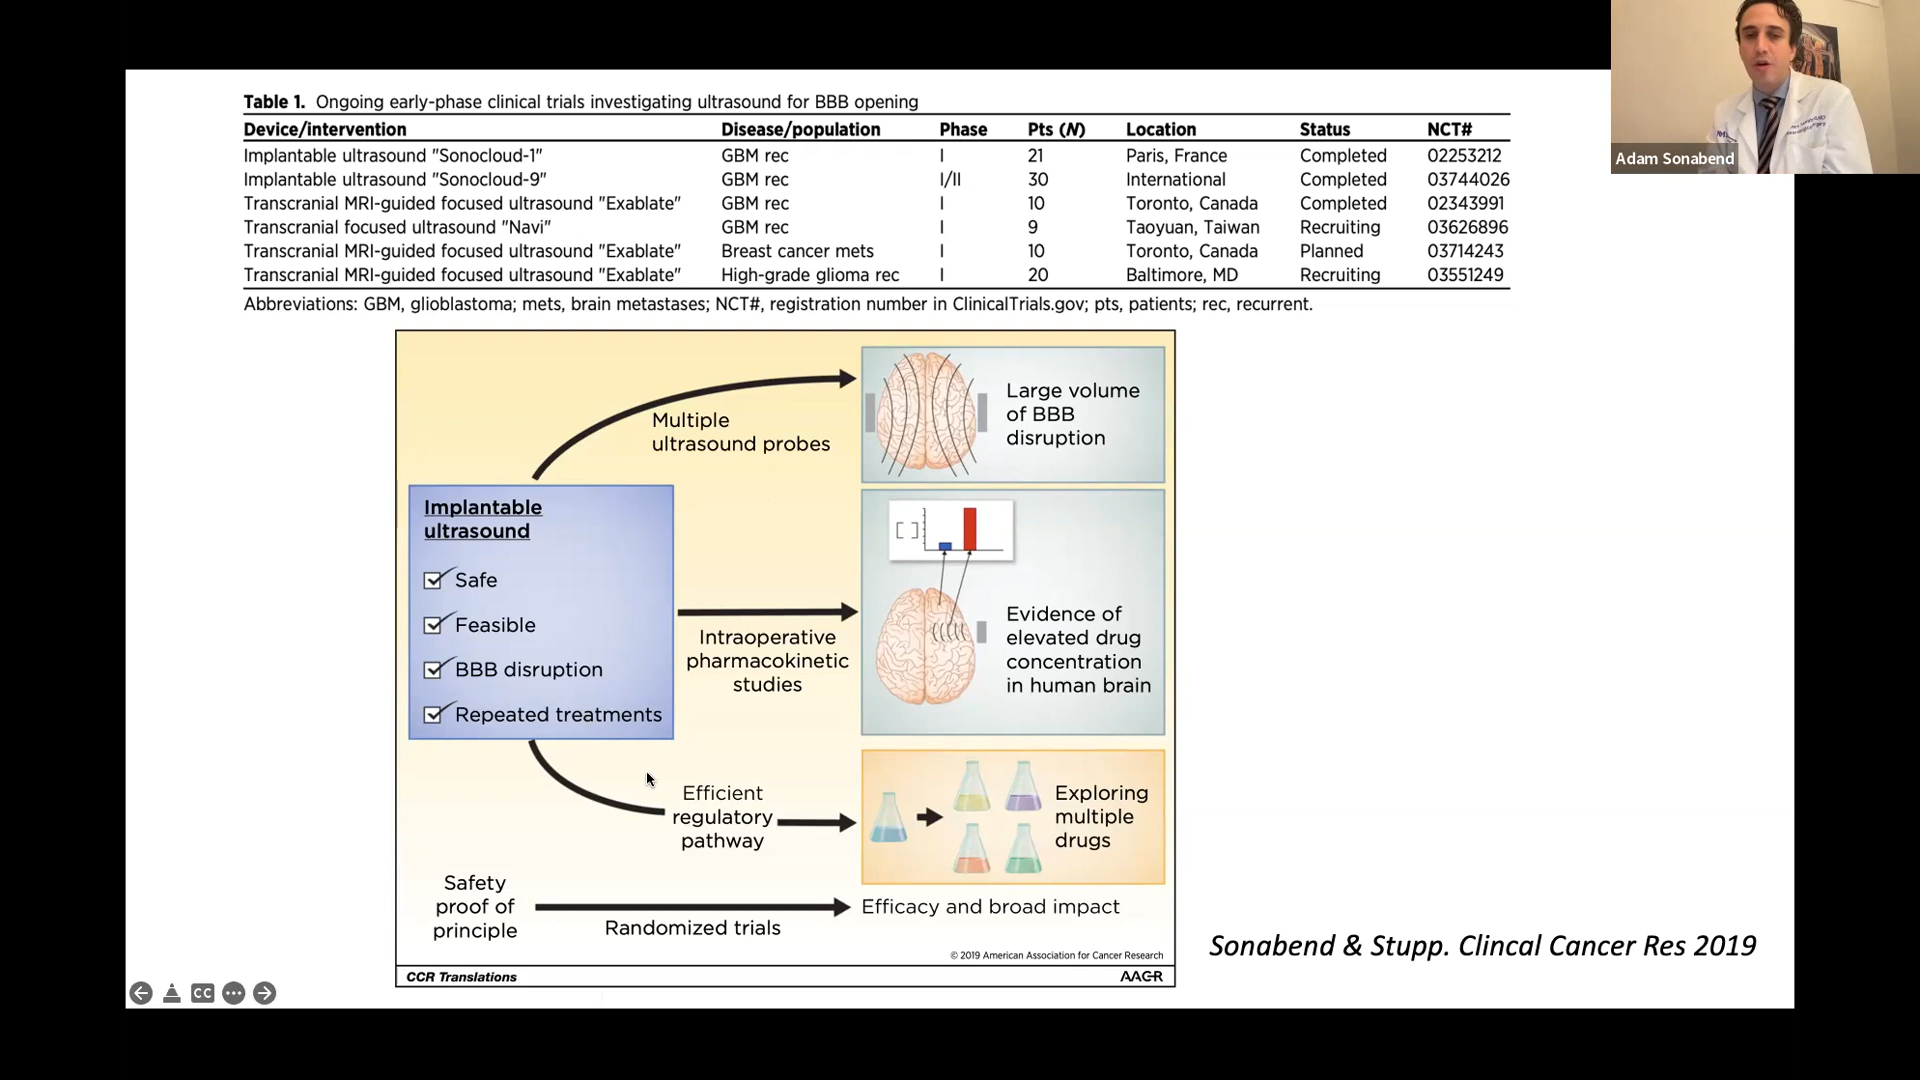 Adam Sonabend
Table 1. Ongoing early-phase clinical trials investigating ultrasound for BBB opening
Device/intervention Disease/population Phase Pts (N) Location Status NCT#
Implantable ultrasound "Sonocloud-1" GBM rec I 21 Paris, France Completed 02253212
Implantable ultrasound "Sonocloud-9" GBM rec I/II 30 International Completed 03744026
Transcranial MRI-guided focused ultrasound "Exablate" GBM rec I 10 Toronto, Canada Completed 02343991
Transcranial focused ultrasound "Navi" GBM rec I 9 Taoyuan, Taiwan Recruiting 03626896
Transcranial MRI-guided focused ultrasound "Exablate" Breast cancer mets I 10 Toronto, Canada Planned 03714243
Transcranial MRI-guided focused ultrasound "Exablate" High-grade glioma rec I 20 Baltimore, MD Recruiting 03551249
Abbreviations: GBM, glioblastoma; mets, brain metastases; NCT#, registration number in ClinicalTrials.gov; pts, patients; rec, recurrent.
Multiple
ultrasound probes
Large volume
of BBB
disruption
Implantable
ultrasound
Safe
Feasible
BBB disruption
Repeated treatments
Intraoperative
pharmacokinetic
studies
[ ]
Evidence of
elevated drug
concentration
in human brain
Efficient
regulatory
pathway
Exploring
multiple
drugs
Safety
proof of
principle
Randomized trials
Efficacy and broad impact
© 2019 American Association for Cancer Research
CCR Translations
AACR
Sonabend & Stupp. Clincal Cancer Res 2019
CC